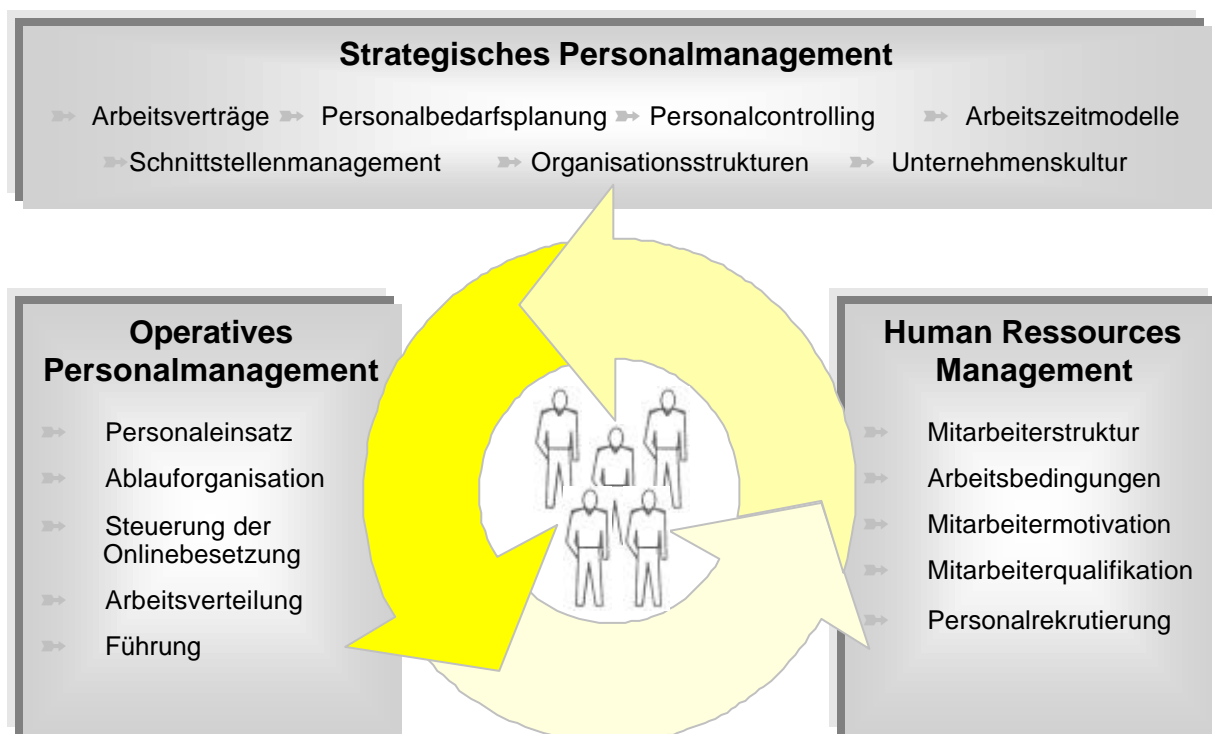 Strategisches Personalmanagement
Arbeitsverträge Personalbedarfsplanung Personalcontrolling Arbeitszeitmodelle
Schnittstellenmanagement Organisationsstrukturen Unternehmenskultur
Operatives
Personalmanagement
Personaleinsatz
Ablauforganisation
Steuerung der
Onlinebesetzung
Arbeitsverteilung
Führung
Human Ressources
Management
Mitarbeiterstruktur
Arbeitsbedingungen
Mitarbeitermotivation
Mitarbeiterqualifikation
Personalrekrutierung